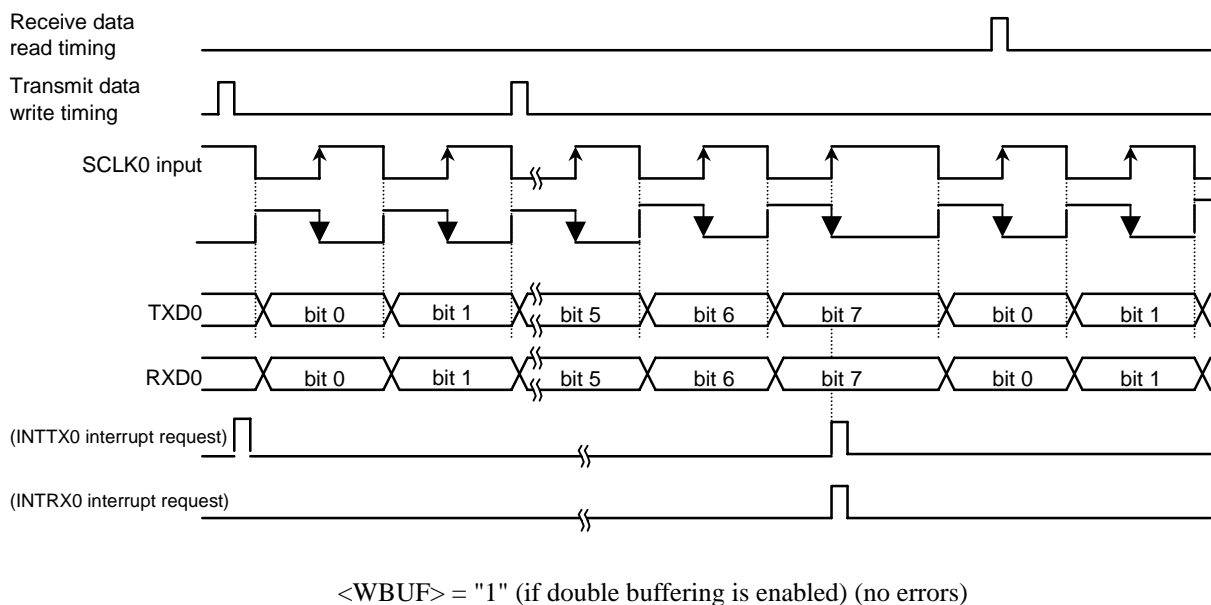 Receive data
read timing
Transmit data
write timing
SCLK0 input
TXD0
bit 0
bit 1
bit 5
bit 6
bit 7
bit 0
bit 1
RXD0
bit 0
bit 1
bit 5
bit 6
bit 7
bit 0
bit 1
(INTTX0 interrupt request)
(INTRX0 interrupt request)
<WBUF> = "1" (if double buffering is enabled) (no errors)